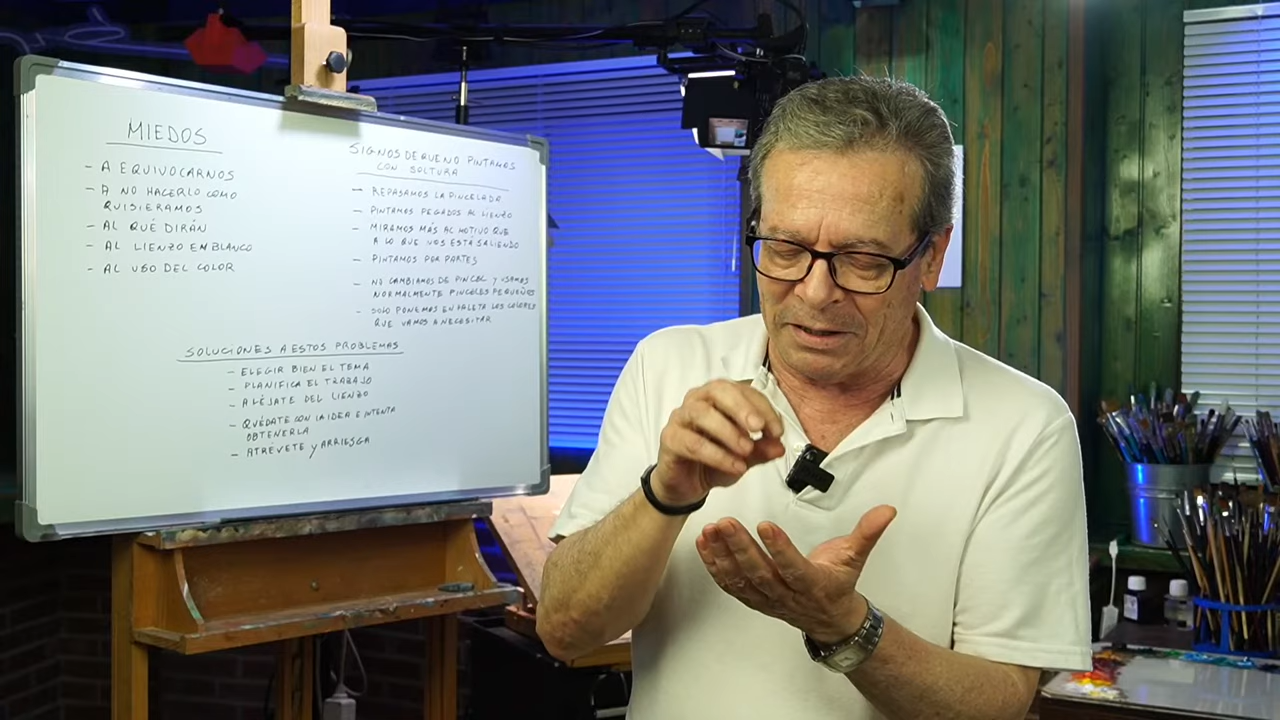 MIEDOS
- A EQUIVOCARNOS
- A NO HACERLO COMO
QUISIERAMOS
- AL QUÉ DIRÁN
- AL LIENZO EN BLANCO
- AL USO DEL COLOR
SIGNOS DE QUE NO PINTAMOS
CON SOLTURA
- REPASAMOS LA PINCELADA
- PINTAMOS PEGADOS AL LIENZO
- MIRAMOS MÁS AL MOTIVO QUE
A LO QUE NOS ESTÁ SALIENDO
- PINTAMOS POR PARTES
- NO CAMBIAMOS DE PINCEL Y USAMOS
NORMALMENTE PINCELES PEQUEÑOS
- SOLO PONEMOS EN PALETA LOS COLORES
QUE VAMOS A NECESITAR
SOLUCIONES A ESTOS PROBLEMAS
- ELEGIR BIEN EL TEMA
- PLANIFICA EL TRABAJO
- ALÉJATE DEL LIENZO
- QUÉDATE CON LA IDEA E INTENTA
OBTENERLA
- ATRÉVETE Y ARRIESGA